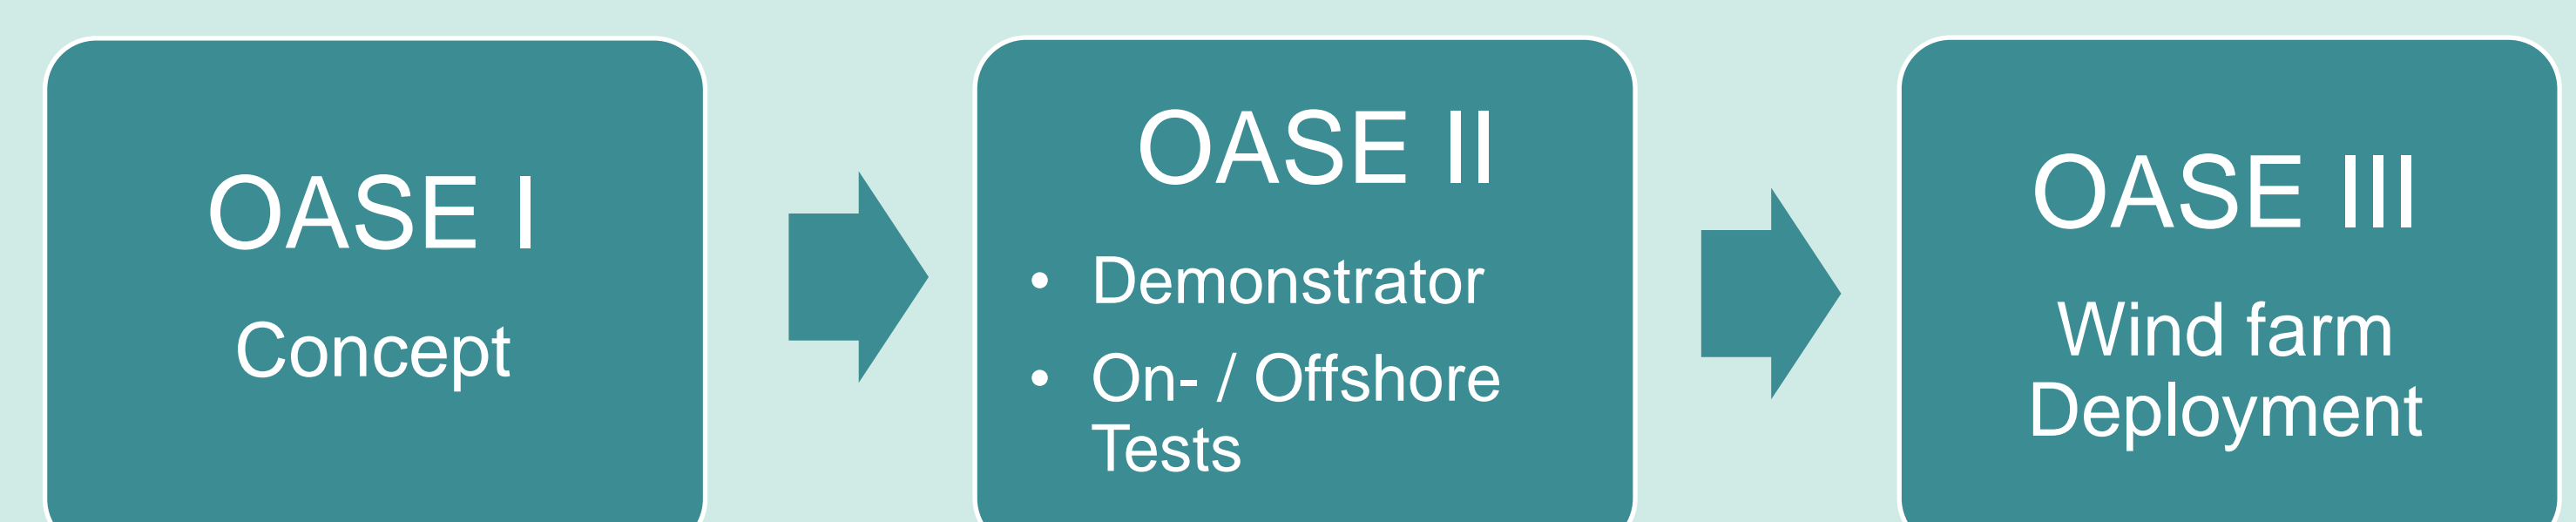 OASE I
Concept
OASE II
• Demonstrator
• On- / Offshore
Tests
OASE III
Wind farm
Deployment